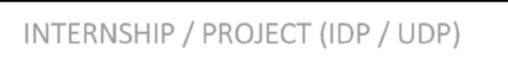 INTERNSHIP / PROJECT (IDP / UDP)